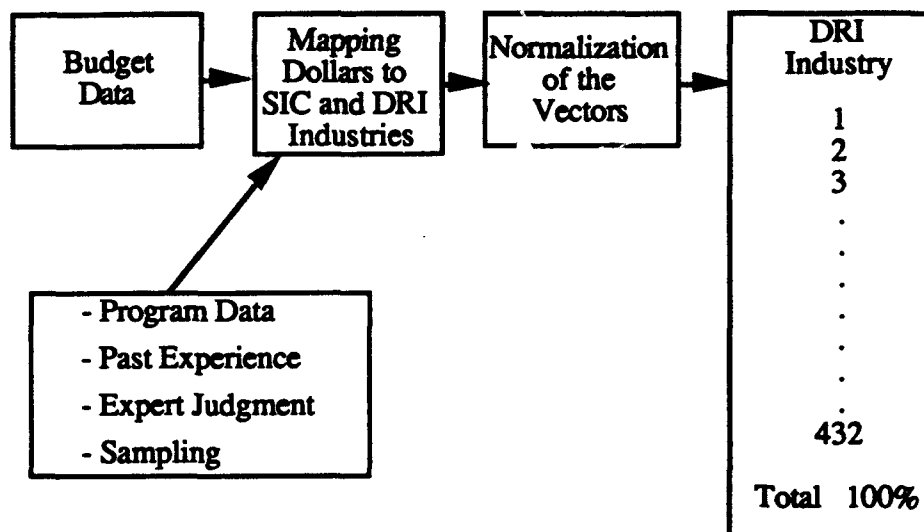 Budget
Data
Mapping
Dollars to
SIC and DRI
Industries
Normalization
of the
Vectors
DRI
Industry
1
2
3
.
.
.
.
.
.
.
432
Total 100%
- Program Data
- Past Experience
- Expert Judgment
- Sampling